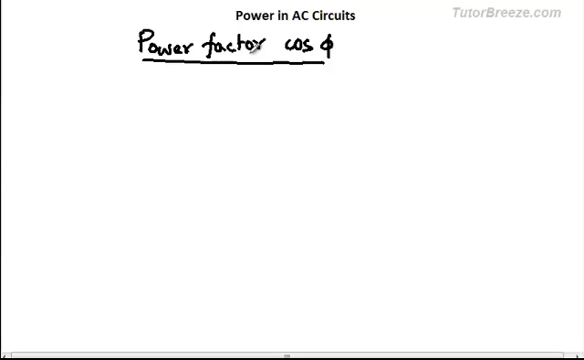 Power in AC Circuits
TutorBreeze.com
Power factor cos ϕ